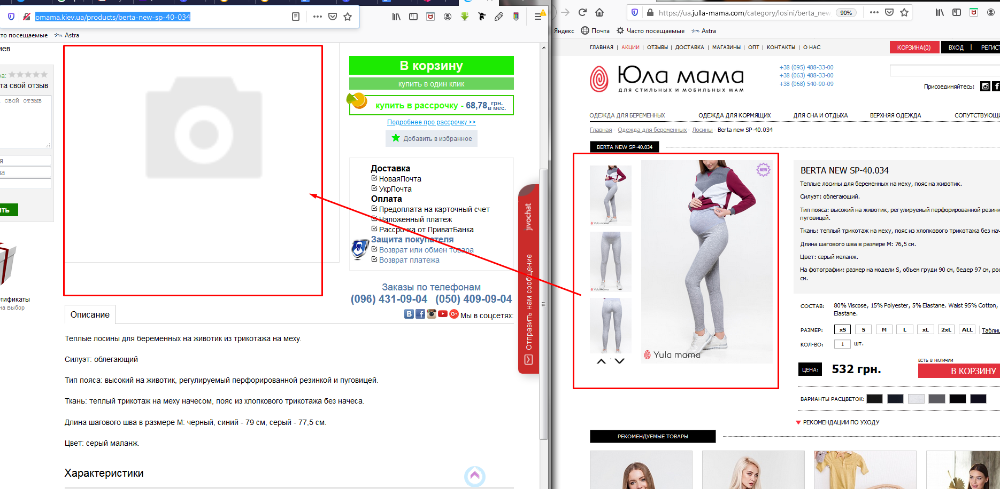 omama.kiev.ua/products/berta-new-sp-40-034
то посещаемые
Astra
иев
та свой отзыв
свой отзыв
ить
ртификаты
на выбор
В корзину
купить в один клик
купить в рассрочку - 68,78 грн. в мес.
Подробнее про рассрочку >>
Добавить в избранное
Доставка
НоваяПочта
УкрПочта
Оплата
Предоплата на карточный счет
Наложенный платеж
Рассрочка от ПриватБанка
Защита покупателя
Возврат или обмен товара
Возврат платежа
Заказы по телефонам
(096) 431-09-04 (050) 409-09-04
Мы в соцсетях:
jivochat
Отправить нам сообщение
Описание
Теплые лосины для беременных на животик из трикотажа на меху.
Силуэт: облегающий
Тип пояса: высокий на животик, регулируемый перфорированной резинкой и пуговицей.
Ткань: теплый трикотаж на меху начесом, пояс из хлопкового трикотажа без начеса.
Длина шагового шва в размере М: черный, синий - 79 см, серый - 77,5 см.
Цвет: серый маланж.
Характеристики
https://ua.julla-mama.com/category/losini/berta_new
90%
Яндекс
Почта
Часто посещаемые
Astra
ГЛАВНАЯ | АКЦИИ | ОТЗЫВЫ | ДОСТАВКА | МАГАЗИНЫ | ОПТ | КОНТАКТЫ | О НАС
КОРЗИНА(0)
ВХОД | РЕГИСТ
Юла мама
ДЛЯ СТИЛЬНЫХ И МОБИЛЬНЫХ МАМ
+38 (095) 488-33-00
+38 (063) 488-33-00
+38 (068) 540-90-09
Присоединяйтесь:
ОДЕЖДА ДЛЯ БЕРЕМЕННЫХ
ОДЕЖДА ДЛЯ КОРМЯЩИХ
ДЛЯ СНА И ОТДЫХА
ВЕРХНЯЯ ОДЕЖДА
СОПУТСТВУЮЩИ
Главная - Одежда для беременных - Лосины - Berta new SP-40.034
BERTA NEW SP-40.034
NEW
Yula mama
Yula mama
Yula mama
BERTA NEW SP-40.034
Теплые лосины для беременных на меху, пояс на животик.
Силуэт: облегающий.
Тип пояса: высокий на животик, регулируемый перфорированной резинк
пуговицей.
Ткань: теплый трикотаж на меху, пояс из хлопкового трикотажа без нач
Длина шагового шва в размере М: 76,5 см.
Цвет: серый меланж.
На фотографии: размер на модели S, объем груди 90 см, бедер 97 см, рос
см.
СОСТАВ: 80% Viscose, 15% Polyester, 5% Elastane. Waist 95% Cotton,
Elastane.
РАЗМЕР: xS S M L xL 2xL ALL | Таблиц
КОЛ-ВО: 1 шт.
ЕСТЬ В НАЛИЧИИ
ЦЕНА: 532 грн. В КОРЗИНУ
ВАРИАНТЫ РАСЦВЕТОК:
РЕКОМЕНДАЦИИ ПО УХОДУ
РЕКОМЕНДУЕМЫЕ ТОВАРЫ